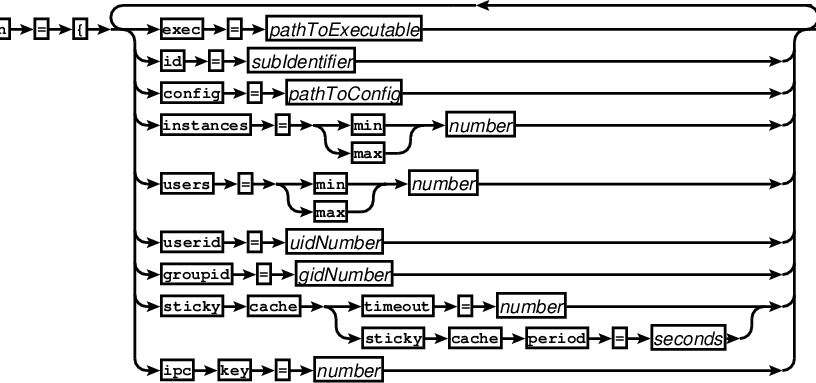 n = { exec = pathToExecutable
id = subIdentifier
config = pathToConfig
instances = min number
max
users = min number
max
userid = uidNumber
groupid = gidNumber
sticky cache timeout = number
sticky cache period = seconds
ipc key = number